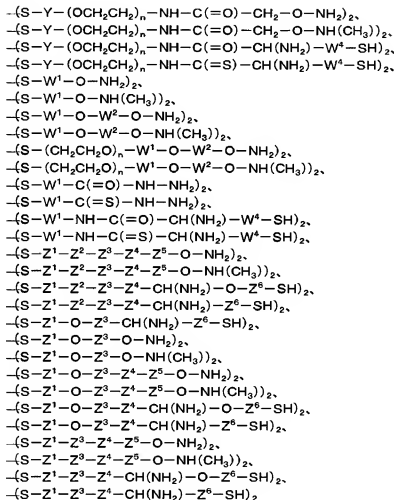 -(S-Y-(OCH₂CH₂)ₙ-NH-C(=O)-CH₂-O-NH₂)₂、
-(S-Y-(OCH₂CH₂)ₙ-NH-C(=O)-CH₂-O-NH(CH₃))₂、
-(S-Y-(OCH₂CH₂)ₙ-NH-C(=O)-CH(NH₂)-W⁴-SH)₂、
-(S-Y-(OCH₂CH₂)ₙ-NH-C(=S)-CH(NH₂)-W⁴-SH)₂、
-(S-W¹-O-NH₂)₂、
-(S-W¹-O-NH(CH₃))₂、
-(S-W¹-O-W²-O-NH₂)₂、
-(S-W¹-O-W²-O-NH(CH₃))₂、
-(S-(CH₂CH₂O)ₙ-W¹-O-W²-O-NH₂)₂、
-(S-(CH₂CH₂O)ₙ-W¹-O-W²-O-NH(CH₃))₂、
-(S-W¹-C(=O)-NH-NH₂)₂、
-(S-W¹-C(=S)-NH-NH₂)₂、
-(S-W¹-NH-C(=O)-CH(NH₂)-W⁴-SH)₂、
-(S-W¹-NH-C(=S)-CH(NH₂)-W⁴-SH)₂、
-(S-Z¹-Z²-Z³-Z⁴-Z⁵-O-NH₂)₂、
-(S-Z¹-Z²-Z³-Z⁴-Z⁵-O-NH(CH₃))₂、
-(S-Z¹-Z²-Z³-Z⁴-CH(NH₂)-O-Z⁶-SH)₂、
-(S-Z¹-Z²-Z³-Z⁴-CH(NH₂)-Z⁶-SH)₂、
-(S-Z¹-O-Z³-CH(NH₂)-Z⁶-SH)₂、
-(S-Z¹-O-Z³-O-NH₂)₂、
-(S-Z¹-O-Z³-O-NH(CH₃))₂、
-(S-Z¹-O-Z³-Z⁴-Z⁵-O-NH₂)₂、
-(S-Z¹-O-Z³-Z⁴-Z⁵-O-NH(CH₃))₂、
-(S-Z¹-O-Z³-Z⁴-CH(NH₂)-O-Z⁶-SH)₂、
-(S-Z¹-O-Z³-Z⁴-CH(NH₂)-Z⁶-SH)₂、
-(S-Z¹-Z³-Z⁴-Z⁵-O-NH₂)₂、
-(S-Z¹-Z³-Z⁴-Z⁵-O-NH(CH₃))₂、
-(S-Z¹-Z³-Z⁴-CH(NH₂)-O-Z⁶-SH)₂、
-(S-Z¹-Z³-Z⁴-CH(NH₂)-Z⁶-SH)₂、